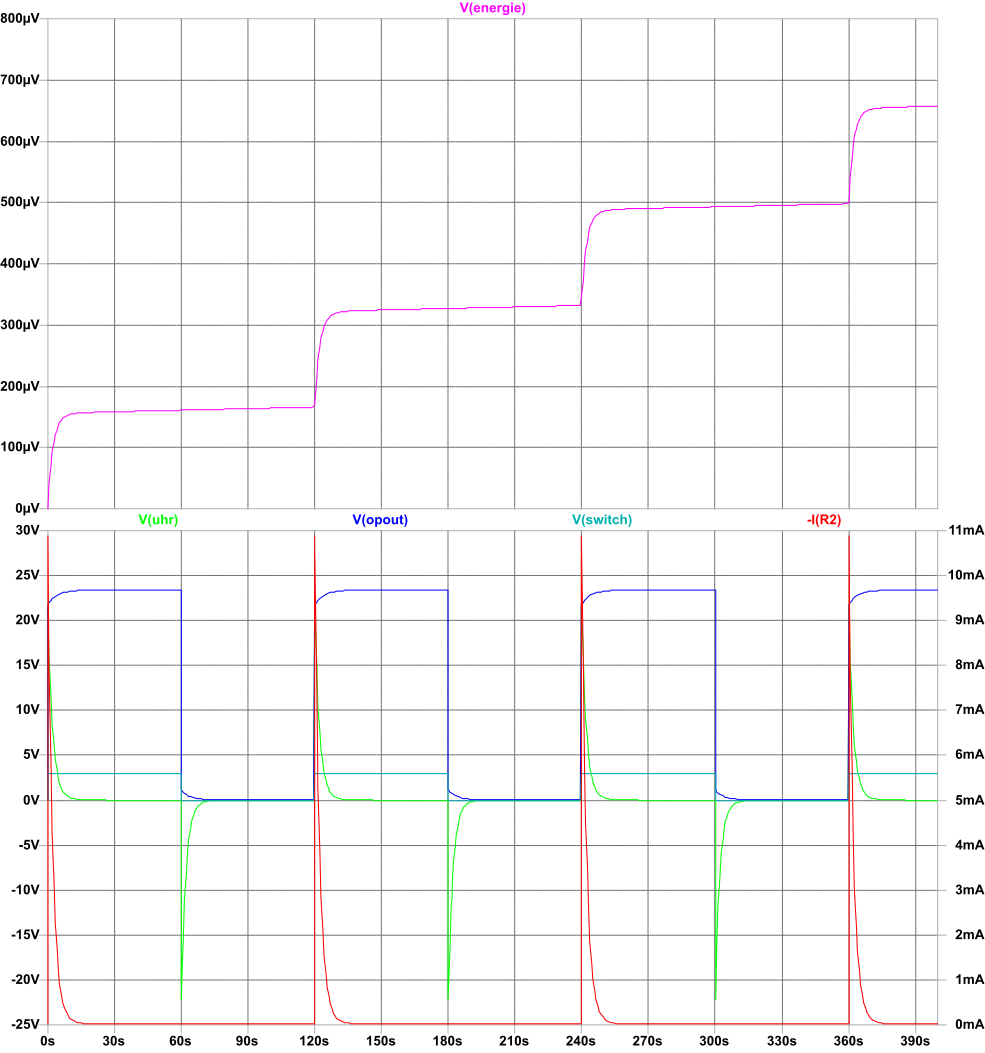 V(energie)
800µV
700µV
600µV
500µV
400µV
300µV
200µV
100µV
0µV
V(uhr) V(opout) V(switch) -I(R2)
30V 11mA
25V 10mA
20V 9mA
15V 8mA
10V 7mA
5V 6mA
0V 5mA
-5V 4mA
-10V 3mA
-15V 2mA
-20V 1mA
-25V 0mA
0s 30s 60s 90s 120s 150s 180s 210s 240s 270s 300s 330s 360s 390s